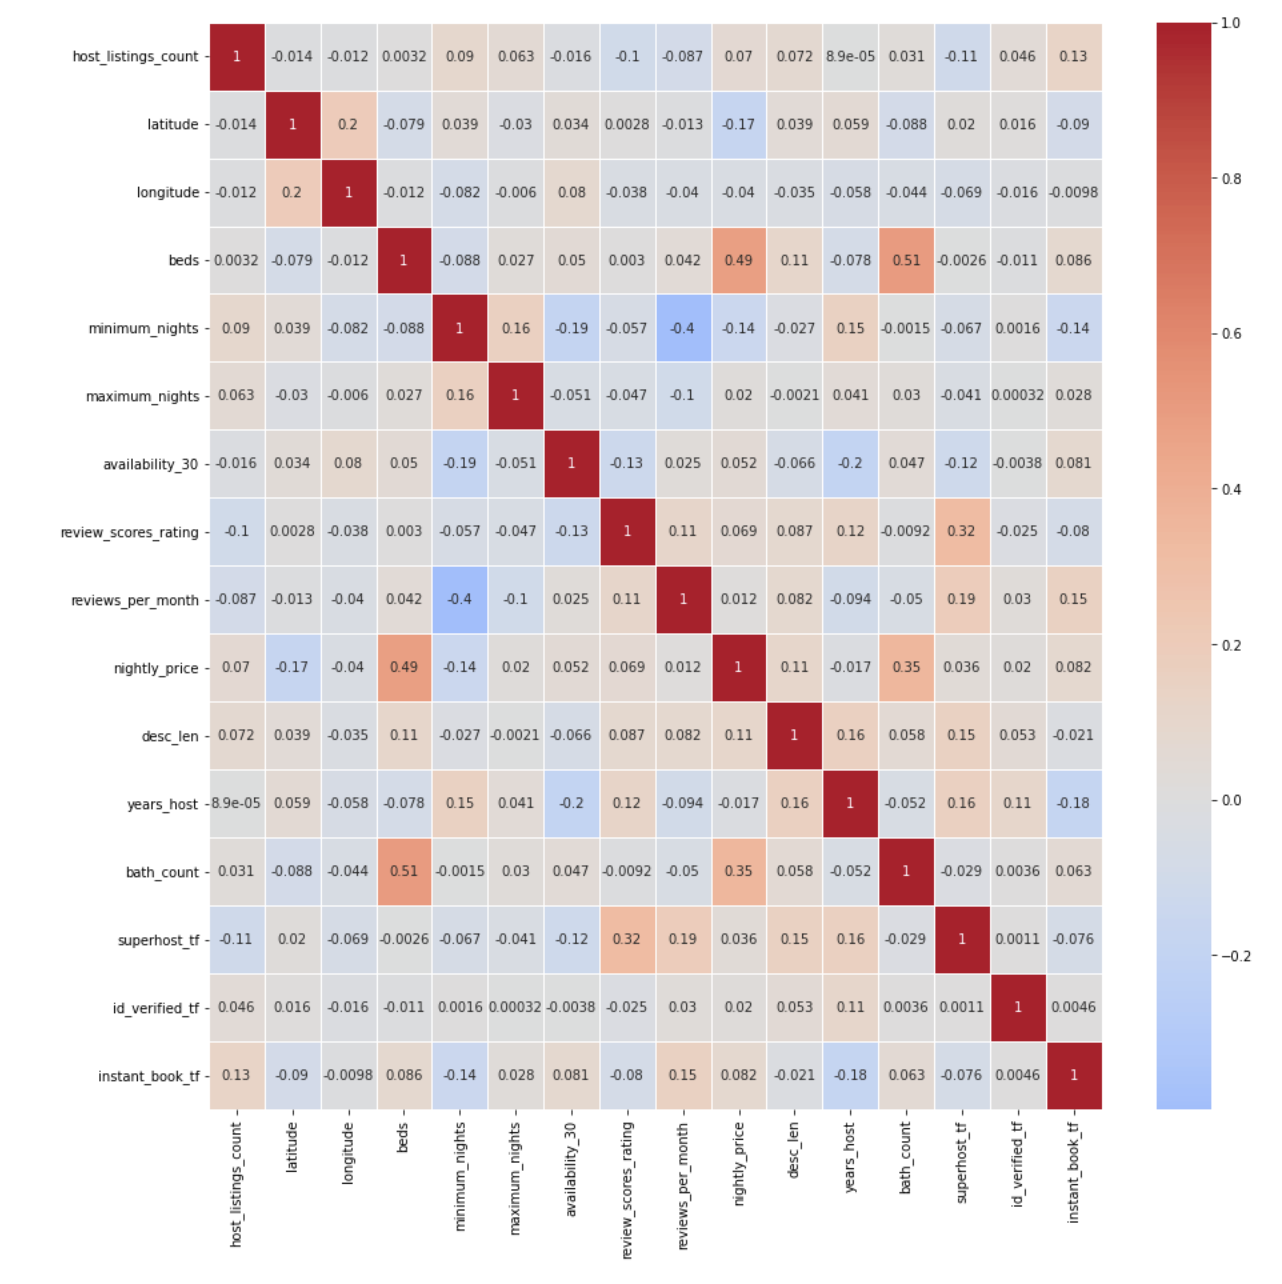 host_listings_count 1 -0.014 -0.012 0.0032 0.09 0.063 -0.016 -0.1 -0.087 0.07 0.072 8.9e-05 0.031 -0.11 0.046 0.13
latitude -0.014 1 0.2 -0.079 0.039 -0.03 0.034 0.0028 -0.013 -0.17 0.039 0.059 -0.088 0.02 0.016 -0.09
longitude -0.012 0.2 1 -0.012 -0.082 -0.006 0.08 -0.038 -0.04 -0.04 -0.035 -0.058 -0.044 -0.069 -0.016 -0.0098
beds 0.0032 -0.079 -0.012 1 -0.088 0.027 0.05 0.003 0.042 0.49 0.11 -0.078 0.51 -0.0026 -0.011 0.086
minimum_nights 0.09 0.039 -0.082 -0.088 1 0.16 -0.19 -0.057 -0.4 -0.14 -0.027 0.15 -0.0015 -0.067 0.0016 -0.14
maximum_nights 0.063 -0.03 -0.006 0.027 0.16 1 -0.051 -0.047 -0.1 0.02 -0.0021 0.041 0.03 -0.041 0.00032 0.028
availability_30 -0.016 0.034 0.08 0.05 -0.19 -0.051 1 -0.13 0.025 0.052 -0.066 -0.2 0.047 -0.12 -0.0038 0.081
review_scores_rating -0.1 0.0028 -0.038 0.003 -0.057 -0.047 -0.13 1 0.11 0.069 0.087 0.12 -0.0092 0.32 -0.025 -0.08
reviews_per_month -0.087 -0.013 -0.04 0.042 -0.4 -0.1 0.025 0.11 1 0.012 0.082 -0.094 -0.05 0.19 0.03 0.15
nightly_price 0.07 -0.17 -0.04 0.49 -0.14 0.02 0.052 0.069 0.012 1 0.11 -0.017 0.35 0.036 0.02 0.082
desc_len 0.072 0.039 -0.035 0.11 -0.027 -0.0021 -0.066 0.087 0.082 0.11 1 0.16 0.058 0.15 0.053 -0.021
years_host 8.9e-05 0.059 -0.058 -0.078 0.15 0.041 -0.2 0.12 -0.094 -0.017 0.16 1 -0.052 0.16 0.11 -0.18
bath_count 0.031 -0.088 -0.044 0.51 -0.0015 0.03 0.047 -0.0092 -0.05 0.35 0.058 -0.052 1 -0.029 0.0036 0.063
superhost_tf -0.11 0.02 -0.069 -0.0026 -0.067 -0.041 -0.12 0.32 0.19 0.036 0.15 0.16 -0.029 1 0.0011 -0.076
id_verified_tf 0.046 0.016 -0.016 -0.011 0.0016 0.00032 -0.0038 -0.025 0.03 0.02 0.053 0.11 0.0036 0.0011 1 0.0046
instant_book_tf 0.13 -0.09 -0.0098 0.086 -0.14 0.028 0.081 -0.08 0.15 0.082 -0.021 -0.18 0.063 -0.076 0.0046 1
host_listings_count
latitude
longitude
beds
minimum_nights
maximum_nights
availability_30
review_scores_rating
reviews_per_month
nightly_price
desc_len
years_host
bath_count
superhost_tf
id_verified_tf
instant_book_tf
1.0
0.8
0.6
0.4
0.2
0.0
−0.2